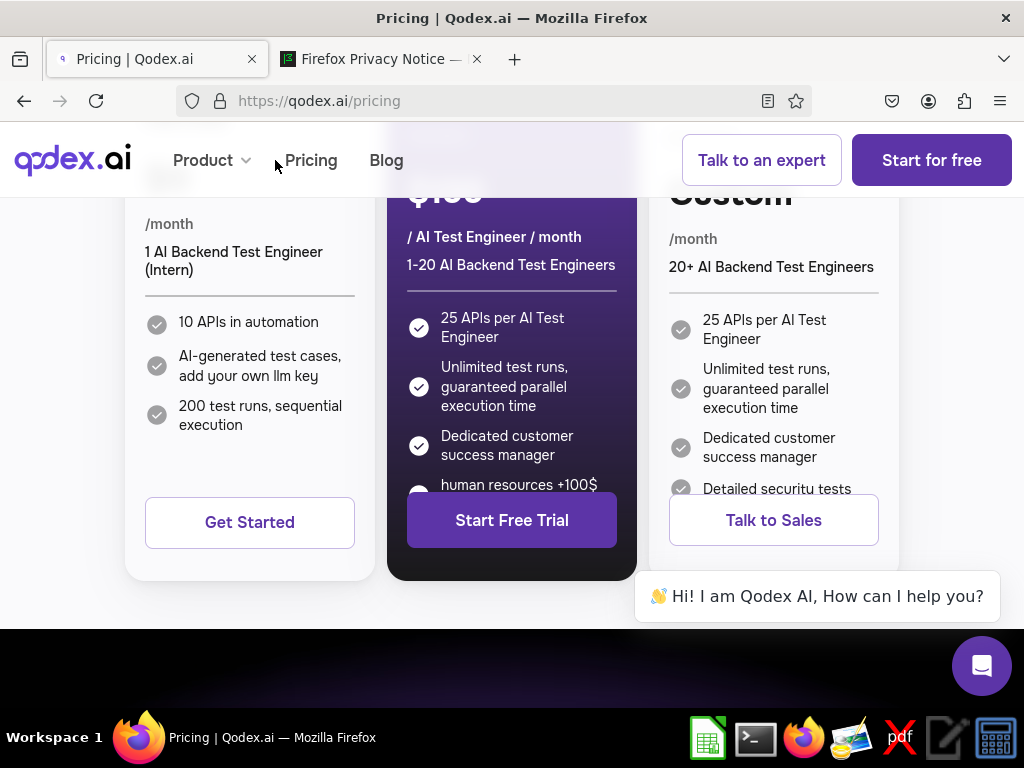 Pricing | Qodex.ai — Mozilla Firefox
Pricing | Qodex.ai
Firefox Privacy Notice —
https://qodex.ai/pricing
qodex.ai
Product
Pricing
Blog
Talk to an expert
Start for free
/month
1 AI Backend Test Engineer
(Intern)
10 APIs in automation
AI-generated test cases,
add your own llm key
200 test runs, sequential
execution
Get Started
/ AI Test Engineer / month
1-20 AI Backend Test Engineers
25 APIs per AI Test
Engineer
Unlimited test runs,
guaranteed parallel
execution time
Dedicated customer
success manager
human resources +100$
Start Free Trial
Custom
/month
20+ AI Backend Test Engineers
25 APIs per AI Test
Engineer
Unlimited test runs,
guaranteed parallel
execution time
Dedicated customer
success manager
Detailed security tests
Talk to Sales
👋 Hi! I am Qodex AI, How can I help you?
Workspace 1
Pricing | Qodex.ai — Mozilla Firefox
pdf